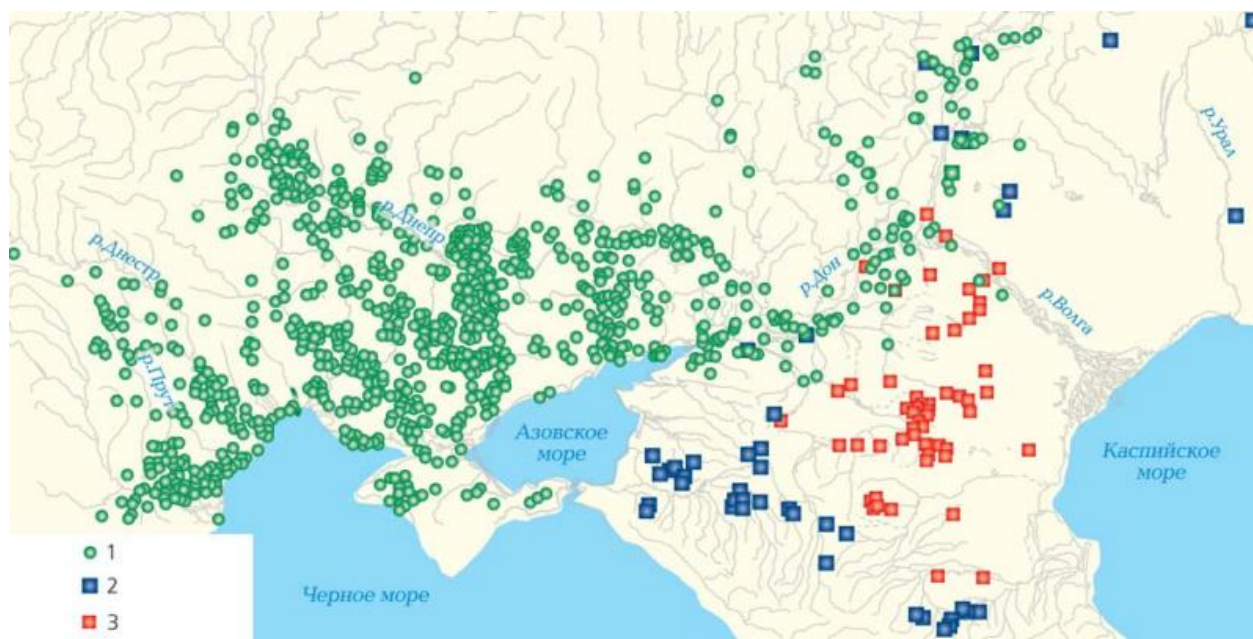 р.Урал
р.Днепр
р.Днестр
р.Дон
р.Волга
р.Прут
Азовское
море
Каспийское
море
Черное море
1
2
3